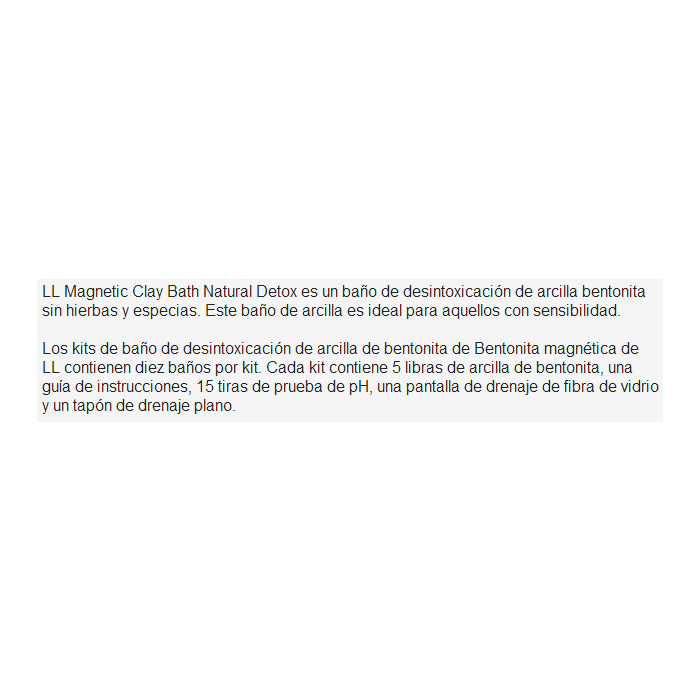 LL Magnetic Clay Bath Natural Detox es un baño de desintoxicación de arcilla bentonita
sin hierbas y especias. Este baño de arcilla es ideal para aquellos con sensibilidad.
Los kits de baño de desintoxicación de arcilla de bentonita de Bentonita magnética de
LL contienen diez baños por kit. Cada kit contiene 5 libras de arcilla de bentonita, una
guía de instrucciones, 15 tiras de prueba de pH, una pantalla de drenaje de fibra de vidrio
y un tapón de drenaje plano.